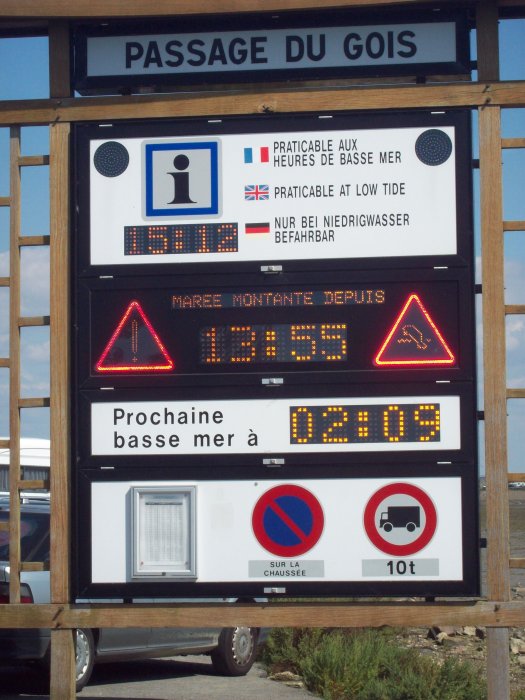 PASSAGE DU GOIS
i
PRATICABLE AUX
HEURES DE BASSE MER
PRATICABLE AT LOW TIDE
NUR BEI NIEDRIGWASSER
BEFAHRBAR
15:12
MAREE MONTANTE DEPUIS
13:55
Prochaine
basse mer à
02:09
SUR LA
CHAUSSÉE
10t